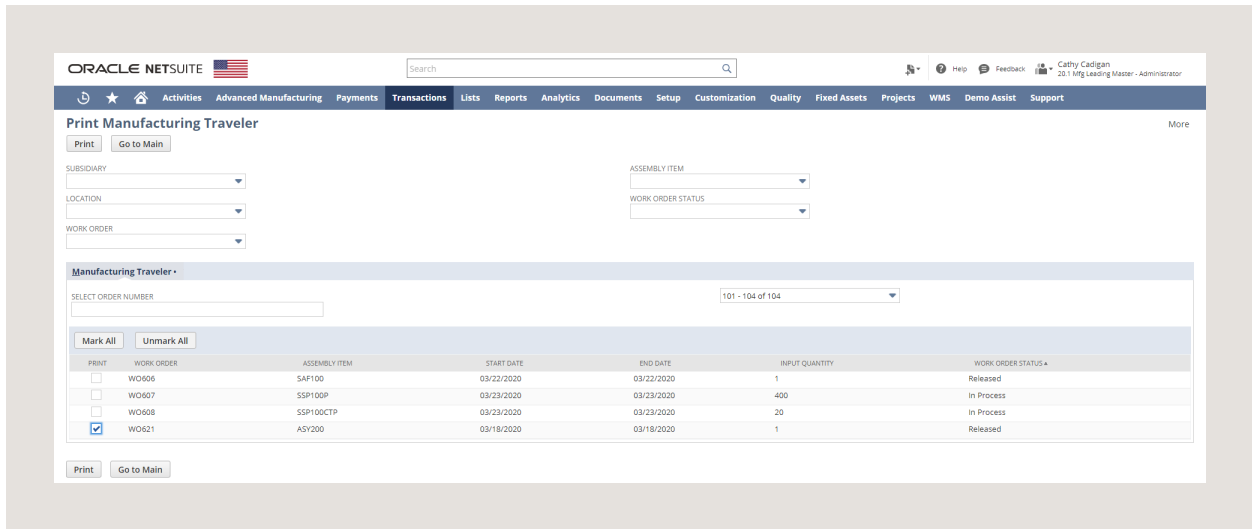 ORACLE NETSUITE
Search
Help Feedback Cathy Cadigan
20.1 Mfg Leading Master - Administrator
Activities Advanced Manufacturing Payments Transactions Lists Reports Analytics Documents Setup Customization Quality Fixed Assets Projects WMS Demo Assist Support
Print Manufacturing Traveler More
Print Go to Main
SUBSIDIARY ASSEMBLY ITEM
LOCATION WORK ORDER STATUS
WORK ORDER
Manufacturing Traveler •
SELECT ORDER NUMBER 101 - 104 of 104
Mark All Unmark All
PRINT WORK ORDER ASSEMBLY ITEM START DATE END DATE INPUT QUANTITY WORK ORDER STATUS ▲
WO606 SAF100 03/22/2020 03/22/2020 1 Released
WO607 SSP100P 03/23/2020 03/23/2020 400 In Process
WO608 SSP100CTP 03/23/2020 03/23/2020 20 In Process
WO621 ASY200 03/18/2020 03/18/2020 1 Released
Print Go to Main